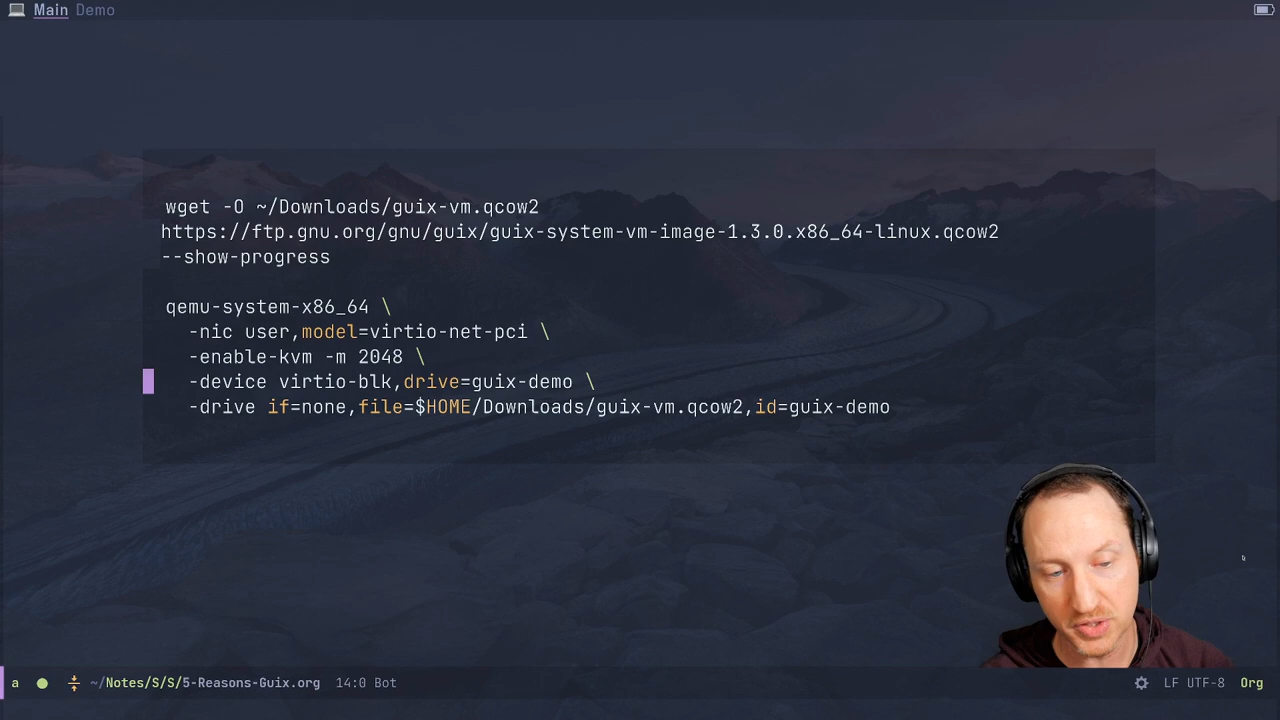 Main Demo
wget -O ~/Downloads/guix-vm.qcow2
https://ftp.gnu.org/gnu/guix/guix-system-vm-image-1.3.0.x86_64-linux.qcow2
--show-progress
qemu-system-x86_64 \
-nic user,model=virtio-net-pci \
-enable-kvm -m 2048 \
-device virtio-blk,drive=guix-demo \
-drive if=none,file=$HOME/Downloads/guix-vm.qcow2,id=guix-demo
a ~/Notes/S/S/5-Reasons-Guix.org 14:0 Bot LF UTF-8 Org